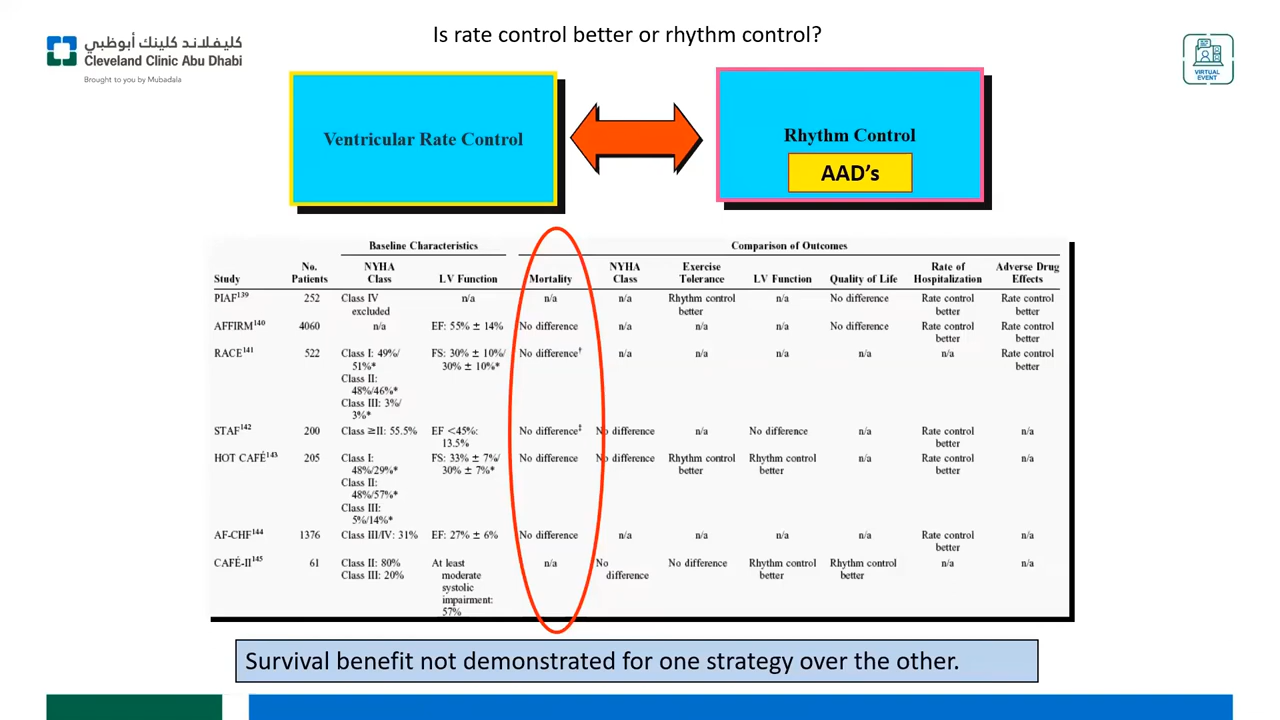 Is rate control better or rhythm control?
كليفلاند كلينك أبوظبي
Cleveland Clinic Abu Dhabi
Brought to you by Mubadala
VIRTUAL
EVENT
Ventricular Rate Control
Rhythm Control
AAD's
Baseline Characteristics Comparison of Outcomes
Study No. Patients NYHA Class LV Function Mortality NYHA Class Exercise Tolerance LV Function Quality of Life Rate of Hospitalization Adverse Drug Effects
PIAF139 252 Class IV excluded n/a n/a n/a Rhythm control better n/a No difference Rate control better Rate control better
AFFIRM140 4060 n/a EF: 55% ± 14% No difference n/a n/a n/a No difference Rate control better Rate control better
RACE141 522 Class I: 49%/51%* Class II: 48%/46%* Class III: 3%/3%* FS: 30% ± 10%/30% ± 10%* No difference† n/a n/a n/a n/a n/a Rate control better
STAF142 200 Class ≥II: 55.5% EF <45%: 13.5% No difference‡ No difference n/a No difference n/a Rate control better n/a
HOT CAFÉ143 205 Class I: 48%/29%* Class II: 48%/57%* Class III: 5%/14%* FS: 33% ± 7%/30% ± 7%* No difference No difference Rhythm control better Rhythm control better n/a Rate control better n/a
AF-CHF144 1376 Class III/IV: 31% EF: 27% ± 6% No difference n/a n/a n/a n/a Rate control better n/a
CAFÉ-II145 61 Class II: 80% Class III: 20% At least moderate systolic impairment: 57% n/a No difference No difference Rhythm control better Rhythm control better n/a n/a
Survival benefit not demonstrated for one strategy over the other.